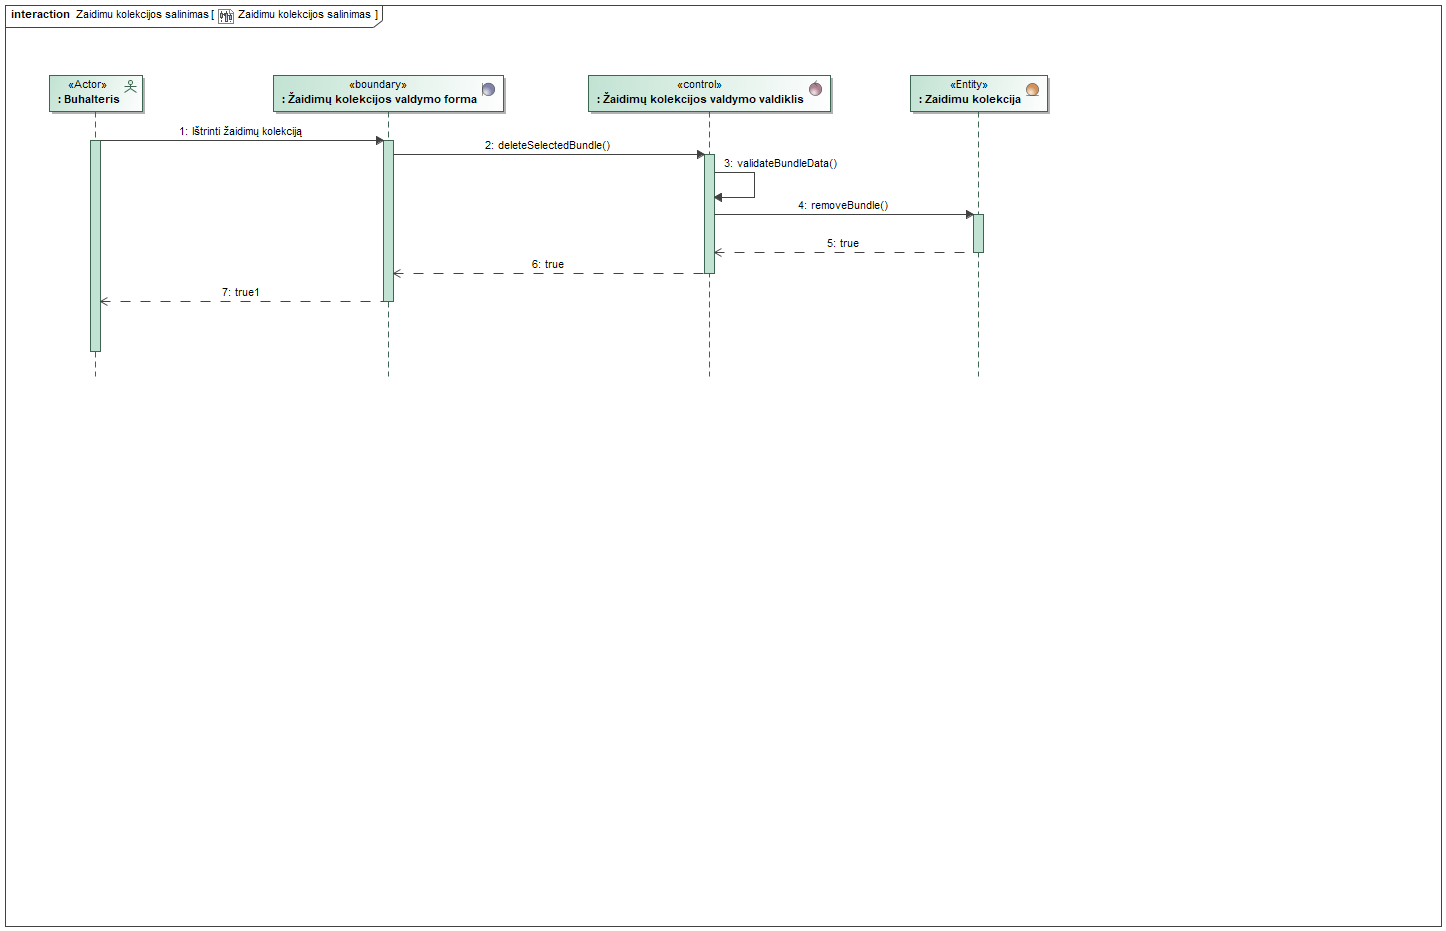 interaction Zaidimu kolekcijos salinimas [ Zaidimu kolekcijos salinimas ]
«Actor»
: Buhalteris
«boundary»
: Žaidimų kolekcijos valdymo forma
«control»
: Žaidimų kolekcijos valdymo valdiklis
«Entity»
: Zaidimu kolekcija
1: Ištrinti žaidimų kolekciją
2: deleteSelectedBundle()
3: validateBundleData()
4: removeBundle()
5: true
6: true
7: true1